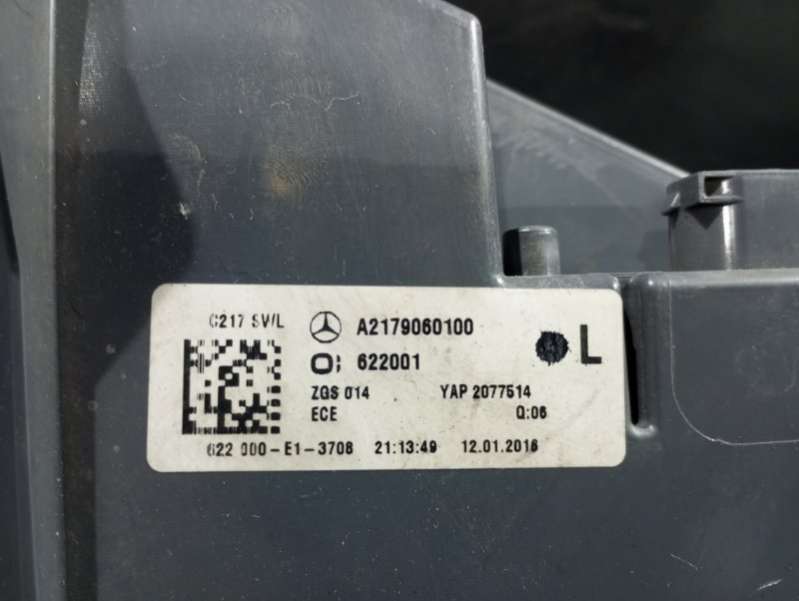 C217 SW/L A2179060100
622001 L
ZGS 014 YAP 2077514
ECE Q:06
622 000-E1-3708 21:13:49 12.01.2016